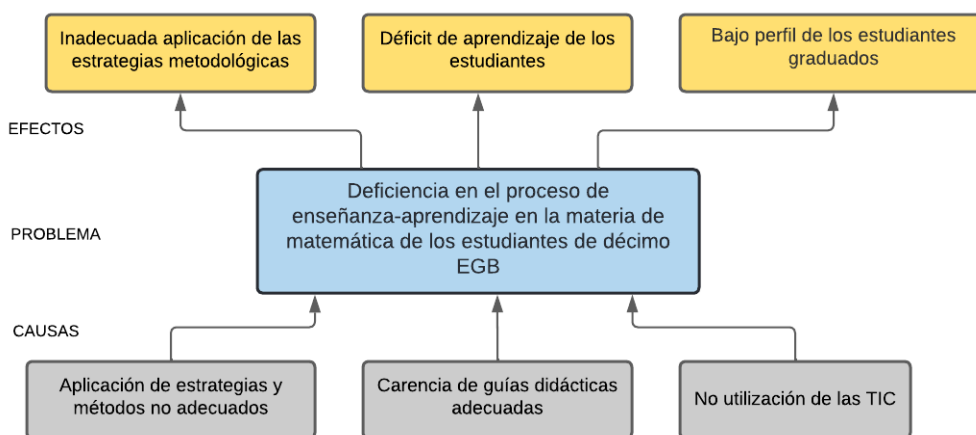 Inadecuada aplicación de las
estrategias metodológicas
Déficit de aprendizaje de los
estudiantes
Bajo perfil de los estudiantes
graduados
EFECTOS
Deficiencia en el proceso de
enseñanza-aprendizaje en la materia de
matemática de los estudiantes de décimo
EGB
PROBLEMA
CAUSAS
Aplicación de estrategias y
métodos no adecuados
Carencia de guías didácticas
adecuadas
No utilización de las TIC